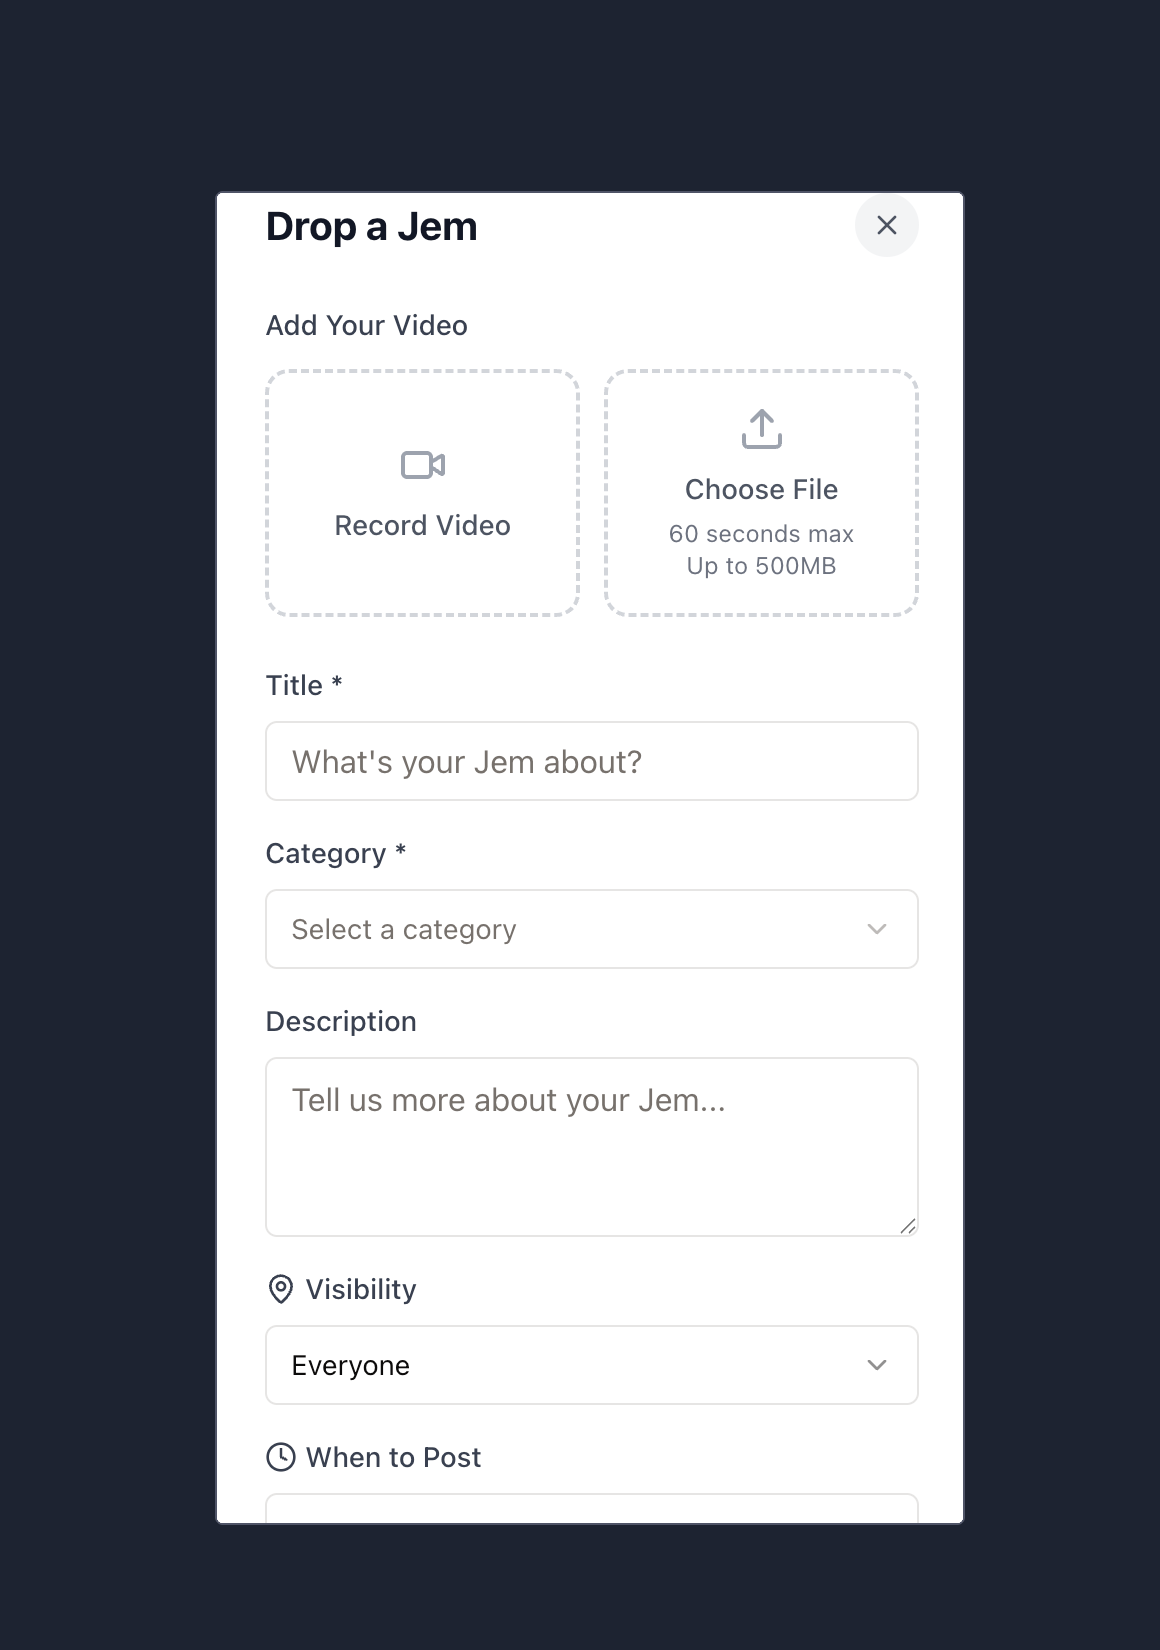 Drop a Jem
Add Your Video
Record Video
Choose File
60 seconds max
Up to 500MB
Title *
What's your Jem about?
Category *
Select a category
Description
Tell us more about your Jem...
Visibility
Everyone
When to Post